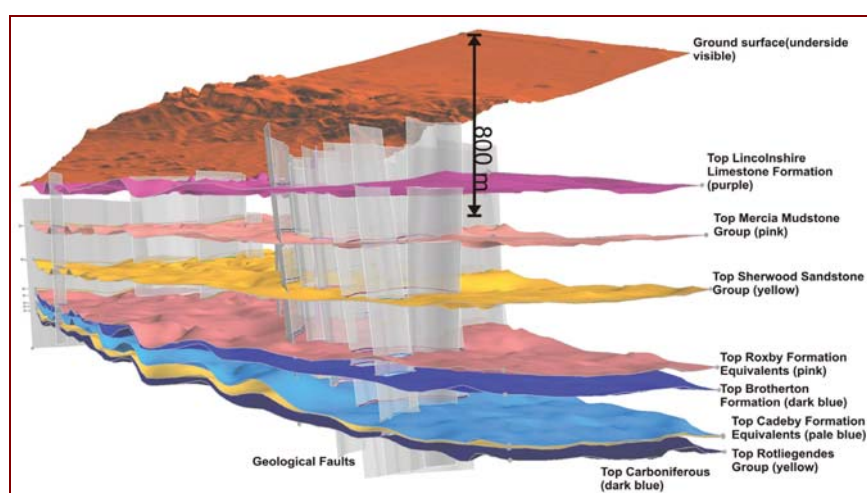 Ground surface(underside
visible)
800 m
Top Lincolnshire
Limestone Formation
(purple)
Top Mercia Mudstone
Group (pink)
Top Sherwood Sandstone
Group (yellow)
Top Roxby Formation
Equivalents (pink)
Top Brotherton
Formation (dark blue)
Top Cadeby Formation
Equivalents (pale blue)
Top Rotliegendes
Group (yellow)
Geological Faults
Top Carboniferous
(dark blue)